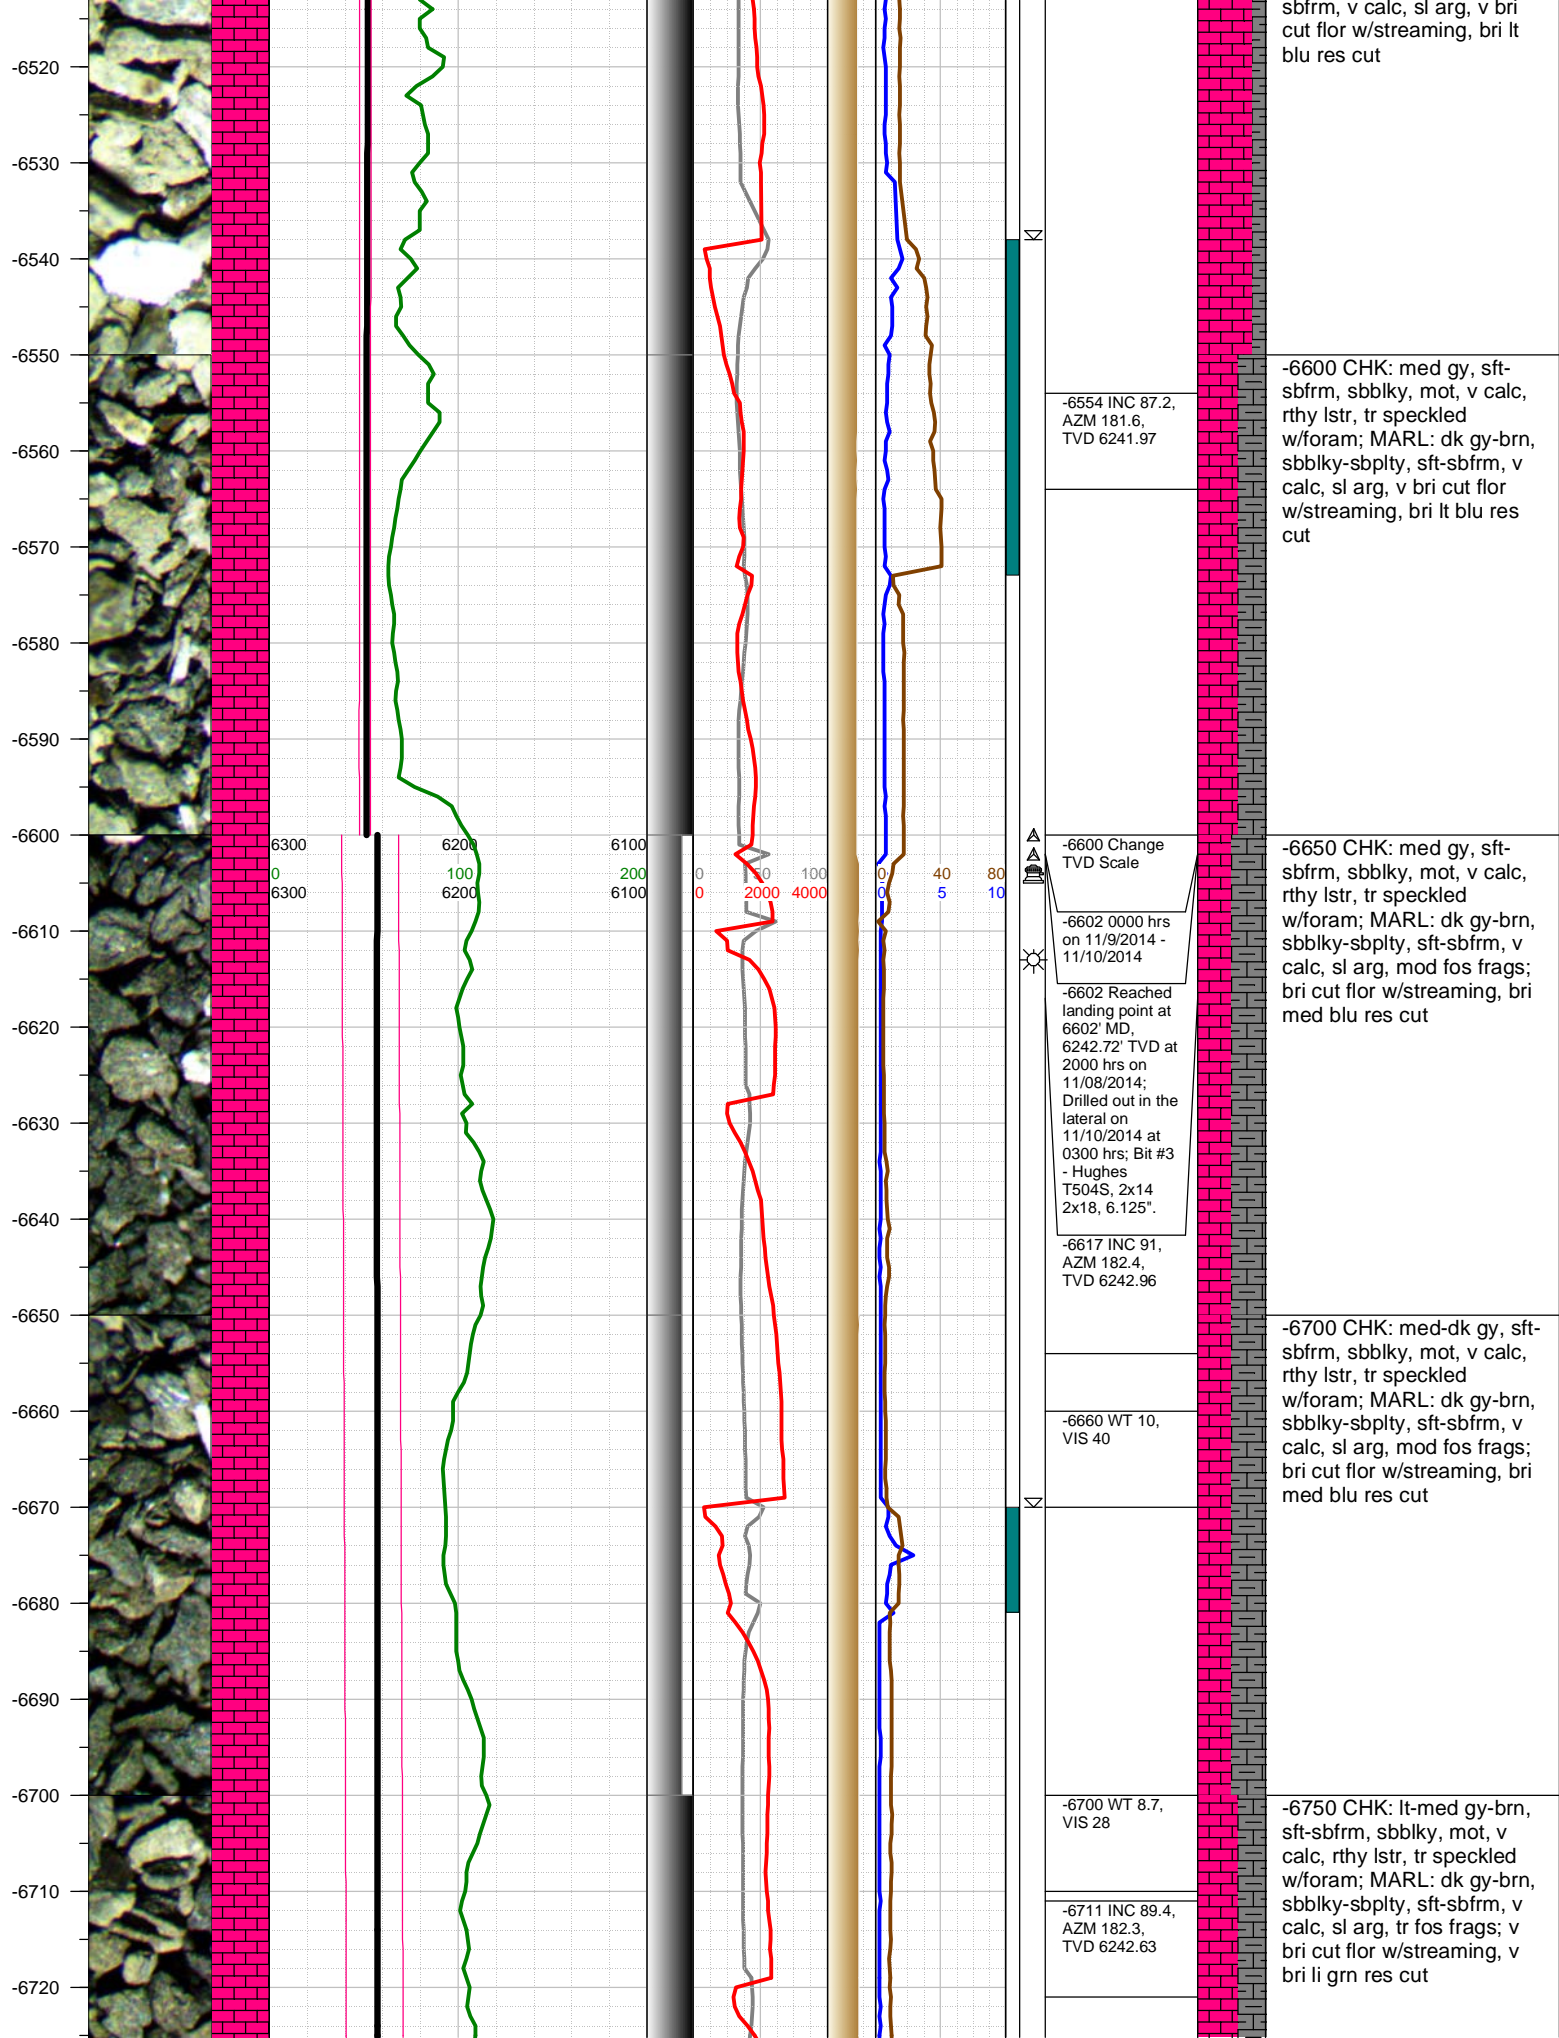 sbfrm, v calc, sl arg, v bri
cut flor w/streaming, bri lt
blu res cut
-6520
-6530
-6540
-6550
-6560
-6570
-6580
-6590
-6600
-6610
-6620
-6630
-6640
-6650
-6660
-6670
-6680
-6690
-6700
-6710
-6720
6300 6200 6100
0 100 200
6300 6200 6100
0 50 100
0 2000 4000
0 40 80
0 5 10
-6554 INC 87.2,
AZM 181.6,
TVD 6241.97
-6600 Change
TVD Scale
-6602 0000 hrs
on 11/9/2014 -
11/10/2014
-6602 Reached
landing point at
6602' MD,
6242.72' TVD at
2000 hrs on
11/08/2014;
Drilled out in the
lateral on
11/10/2014 at
0300 hrs; Bit #3
- Hughes
T504S, 2x14
2x18, 6.125".
-6617 INC 91,
AZM 182.4,
TVD 6242.96
-6660 WT 10,
VIS 40
-6700 WT 8.7,
VIS 28
-6711 INC 89.4,
AZM 182.3,
TVD 6242.63
-6600 CHK: med gy, sft-
sbfrm, sbblky, mot, v calc,
rthy lstr, tr speckled
w/foram; MARL: dk gy-brn,
sbblky-sbplty, sft-sbfrm, v
calc, sl arg, v bri cut flor
w/streaming, bri lt blu res
cut
-6650 CHK: med gy, sft-
sbfrm, sbblky, mot, v calc,
rthy lstr, tr speckled
w/foram; MARL: dk gy-brn,
sbblky-sbplty, sft-sbfrm, v
calc, sl arg, mod fos frags;
bri cut flor w/streaming, bri
med blu res cut
-6700 CHK: med-dk gy, sft-
sbfrm, sbblky, mot, v calc,
rthy lstr, tr speckled
w/foram; MARL: dk gy-brn,
sbblky-sbplty, sft-sbfrm, v
calc, sl arg, mod fos frags;
bri cut flor w/streaming, bri
med blu res cut
-6750 CHK: lt-med gy-brn,
sft-sbfrm, sbblky, mot, v
calc, rthy lstr, tr speckled
w/foram; MARL: dk gy-brn,
sbblky-sbplty, sft-sbfrm, v
calc, sl arg, tr fos frags; v
bri cut flor w/streaming, v
bri li grn res cut